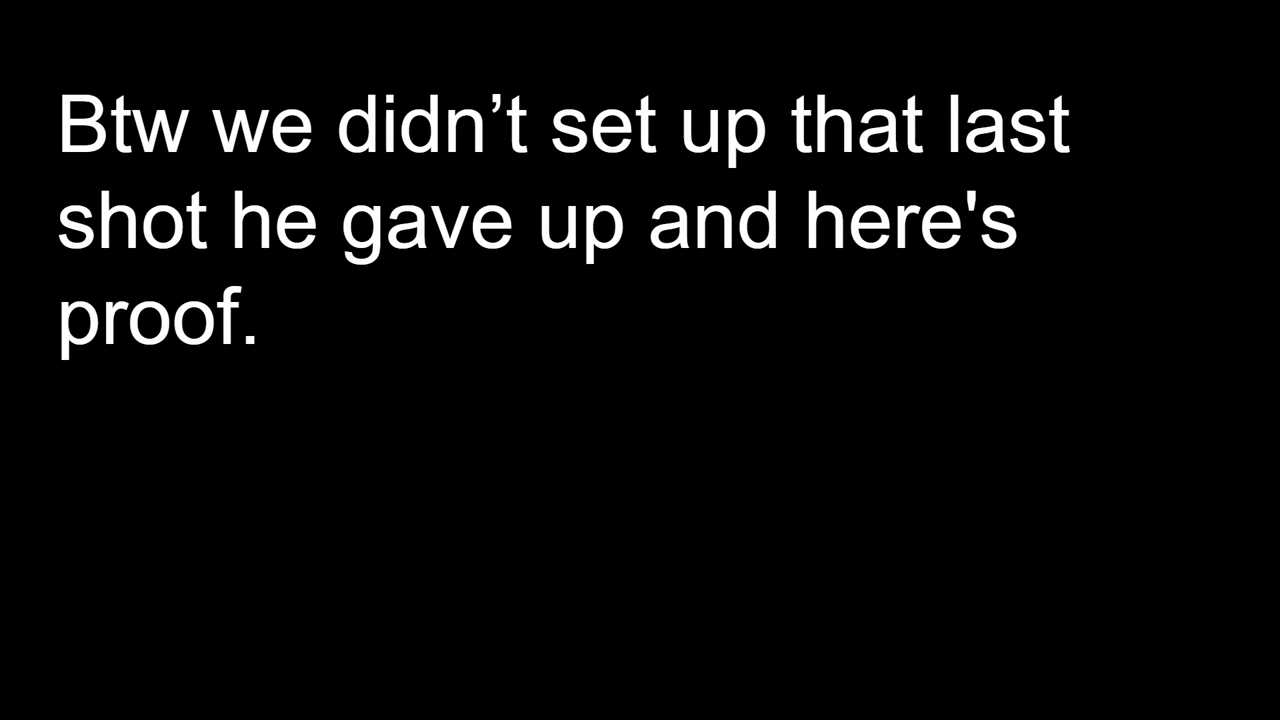 Btw we didn’t set up that last
shot he gave up and here's
proof.